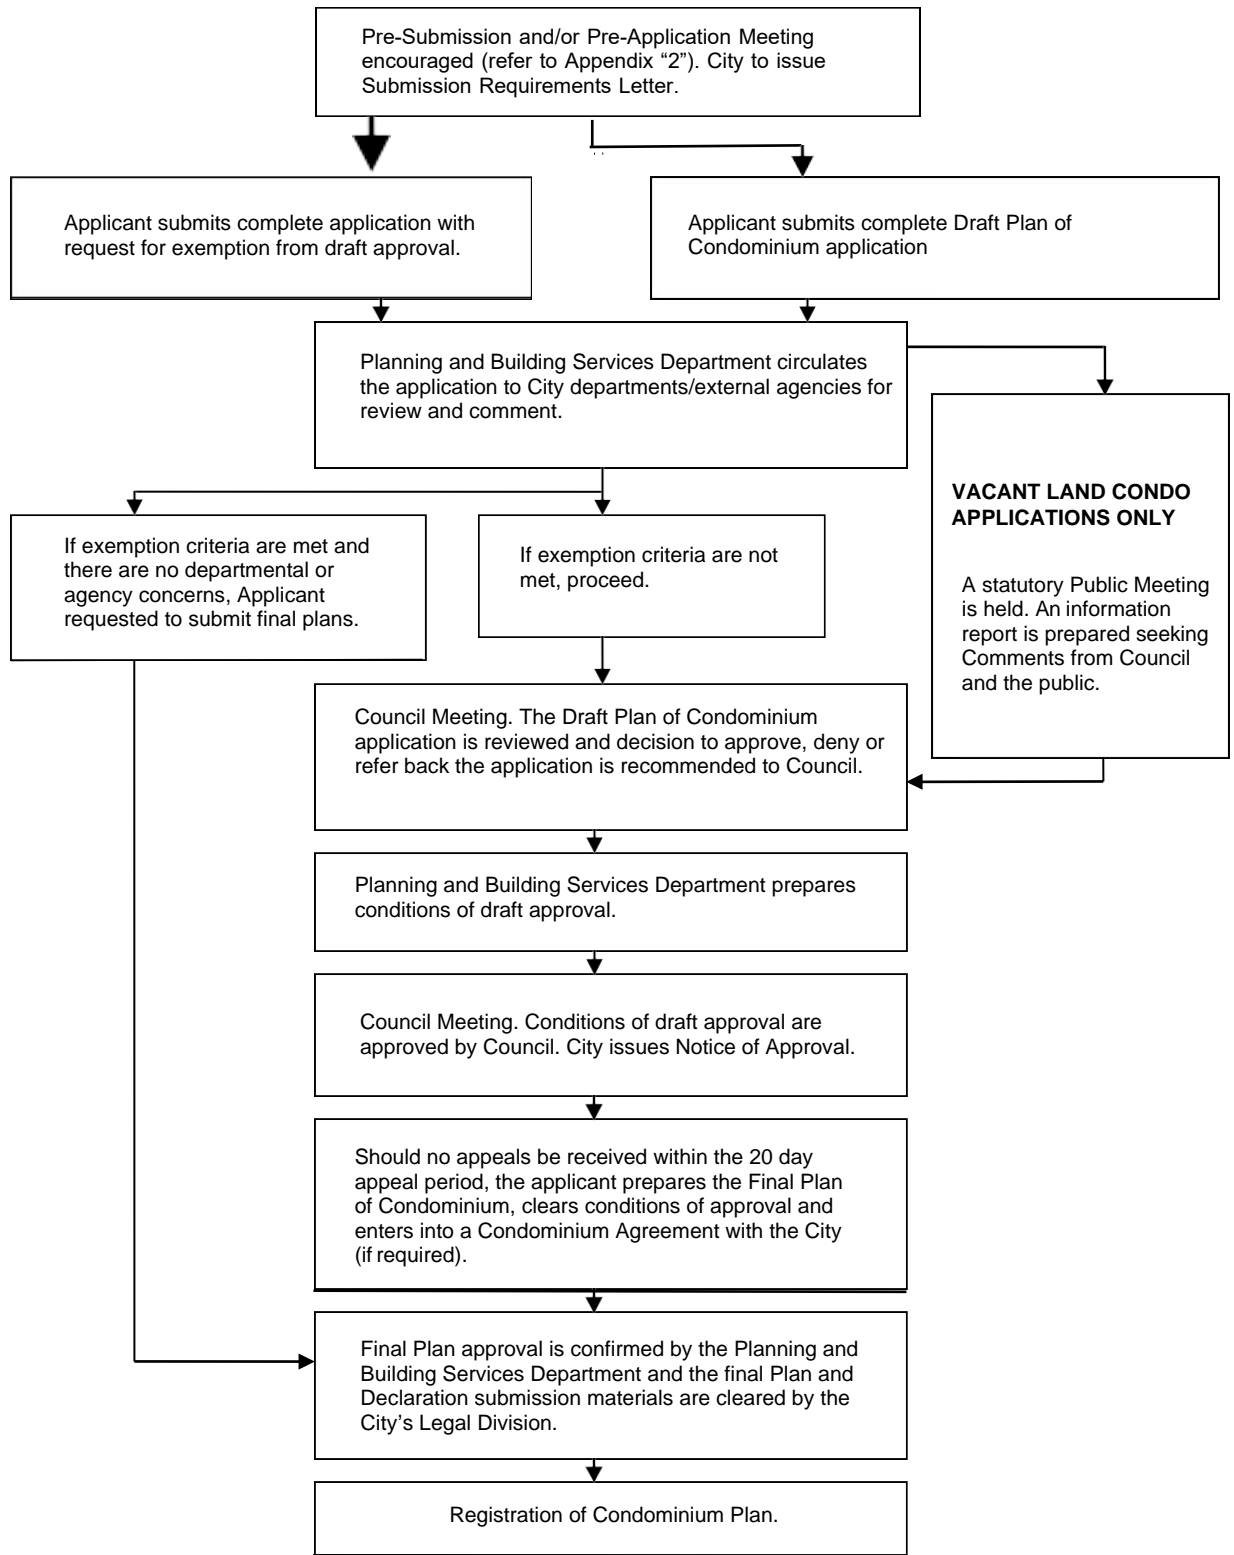 Pre-Submission and/or Pre-Application Meeting
encouraged (refer to Appendix “2”). City to issue
Submission Requirements Letter.
Applicant submits complete application with
request for exemption from draft approval.
Applicant submits complete Draft Plan of
Condominium application
Planning and Building Services Department circulates
the application to City departments/external agencies for
review and comment.
VACANT LAND CONDO
APPLICATIONS ONLY
A statutory Public Meeting
is held. An information
report is prepared seeking
Comments from Council
and the public.
If exemption criteria are met and
there are no departmental or
agency concerns, Applicant
requested to submit final plans.
If exemption criteria are not
met, proceed.
Council Meeting. The Draft Plan of Condominium
application is reviewed and decision to approve, deny or
refer back the application is recommended to Council.
Planning and Building Services Department prepares
conditions of draft approval.
Council Meeting. Conditions of draft approval are
approved by Council. City issues Notice of Approval.
Should no appeals be received within the 20 day
appeal period, the applicant prepares the Final Plan
of Condominium, clears conditions of approval and
enters into a Condominium Agreement with the City
(if required).
Final Plan approval is confirmed by the Planning and
Building Services Department and the final Plan and
Declaration submission materials are cleared by the
City’s Legal Division.
Registration of Condominium Plan.